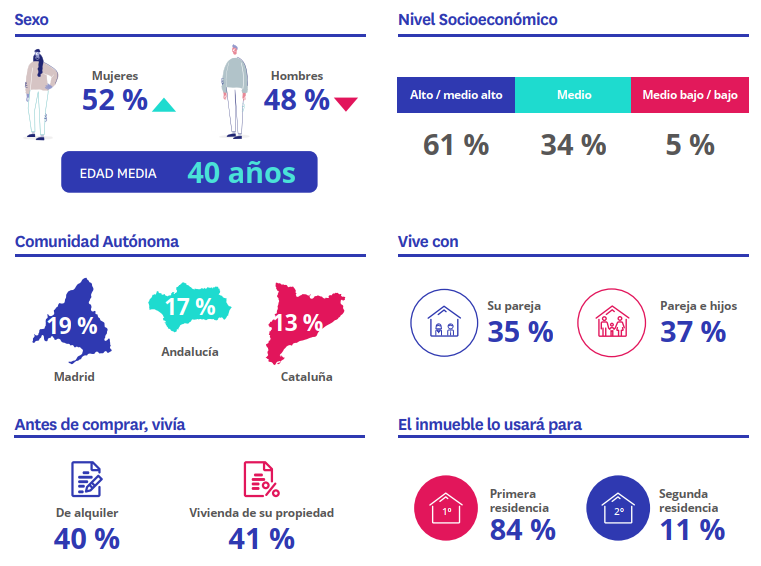 Sexo
Mujeres
52 %
Hombres
48 %
EDAD MEDIA 40 años
Nivel Socioeconómico
Alto / medio alto Medio Medio bajo / bajo
61 % 34 % 5 %
Comunidad Autónoma
19 %
Madrid
17 %
Andalucía
13 %
Cataluña
Vive con
Su pareja
35 %
Pareja e hijos
37 %
Antes de comprar, vivía
De alquiler
40 %
Vivienda de su propiedad
41 %
El inmueble lo usará para
1º
Primera
residencia
84 %
2º
Segunda
residencia
11 %